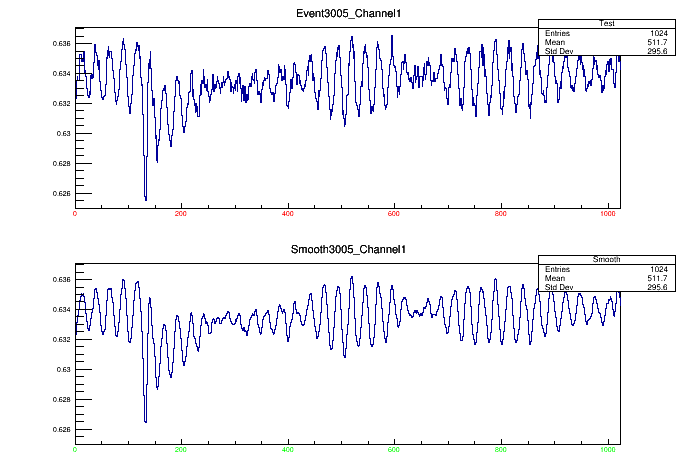 Event3005_Channel1
Test
Entries 1024
Mean 511.7
Std Dev 295.6
0.636
0.634
0.632
0.63
0.628
0.626
0 200 400 600 800 1000
Smooth3005_Channel1
Smooth
Entries 1024
Mean 511.7
Std Dev 295.6
0.636
0.634
0.632
0.63
0.628
0.626
0 200 400 600 800 1000